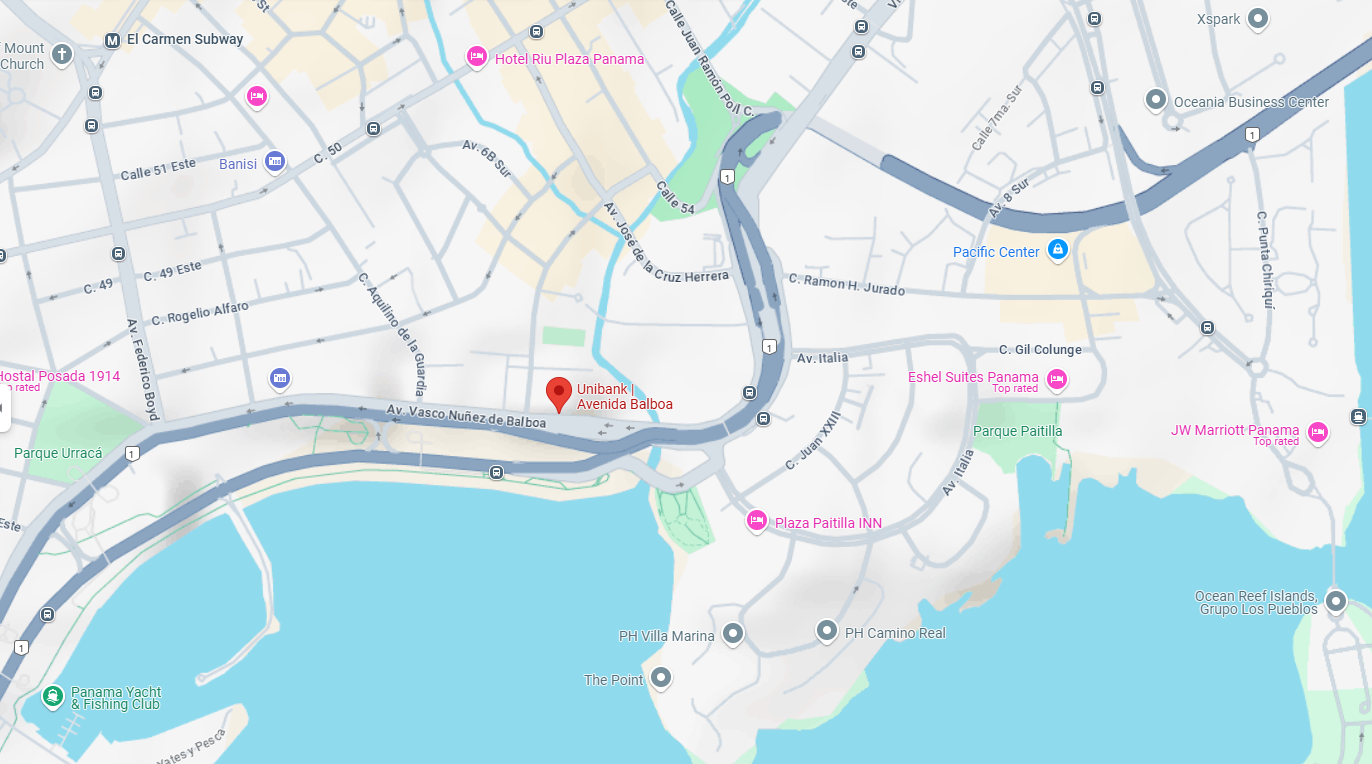 Xspark
El Carmen Subway
Mount
Church
Hotel Riu Plaza Panama
Calle Juan Ramón Poll C.
Oceania Business Center
1
Calle 7ma. Sur
C. 50
Av. 6B Sur
Banisi
Calle 51 Este
1
Calle 54
Av. 8 Sur
Av. José de la Cruz Herrera
C. Punta Chiriquí
Pacific Center
C. 49 Este
C. 49
C. Ramon H. Jurado
C. Aquilino de la Guardia
C. Rogelio Alfaro
Av. Federico Boyd
1
Av. Italia
C. Gil Colunge
Hostal Posada 1914
rated
Eshel Suites Panama
Top rated
Unibank |
Avenida Balboa
Av. Vasco Nuñez de Balboa
C. Juan XXIII
Parque Paitilla
JW Marriott Panama
Top rated
Parque Urracá
1
Av. Italia
Este
Plaza Paitilla INN
Ocean Reef Islands,
Grupo Los Pueblos
PH Villa Marina
PH Camino Real
1
The Point
Panama Yacht
& Fishing Club
Yates y Pesca